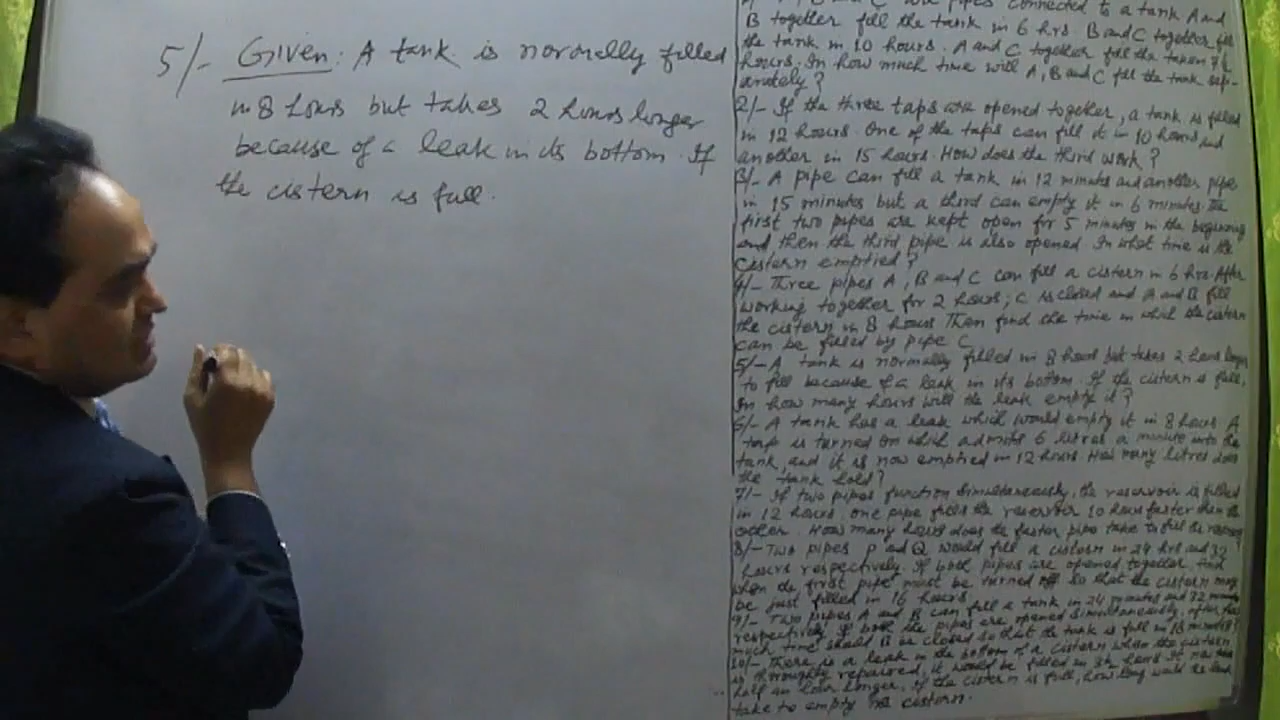 5/- Given: A tank is nororally filled
in 8 hours but takes 2 hours longer
because of a leak in its bottom. If
the cistern is full.
are pipes connected to a tank A and
B together fill the tank in 6 hrs. B and C together fill
the tank in 10 hours. A and C together fill the taken 7½
hours. In how much time will A, B and C fill the tank sep-
arately?
2/- If the three taps are opened together, a tank is filled
in 12 hours. One of the taps can fill it in 10 hours and
another in 15 hours. How does the third work?
3/- A pipe can fill a tank in 12 minutes and another pipe
in 15 minutes but a third can empty it in 6 minutes. The
first two pipes are kept open for 5 minutes in the beginning
and then the third pipe is also opened. In what time is the
cistern emptied?
4/- Three pipes A, B and C can fill a cistern in 6 hrs. After
working together for 2 hours, C is closed and A and B fill
the cistern in 8 hours Then find the time in which the cistern
can be filled by pipe C
5/- A tank is normally filled in 8 hours but takes 2 hours longer
to fill because of a leak in its bottom. If the cistern is full,
In how many hours will the leak empty it?
6/- A tank has a leak which would empty it in 8 hours A
tap is turned on which admits 6 litres a minute into the
tank, and it is now emptied in 12 hours. How many litres does
the tank hold?
7/- If two pipes function simultaneously, the reservoir is filled
in 12 hours. one pipe fills the reservoir 10 hours faster than the
other. How many hours does the faster pipe take to fill the
8/- Two pipes P and Q would fill a cistern in 24 hrs and 32
hours respectively. If both pipes are opened together, find
when the first pipe must be turned off so that the cistern may
be just filled in 16 hours.
9/- Two pipes A and B can fill a tank in 24 minutes and 32 minutes
respectively. If both the pipes are opened simultaneously, after how
much time should B be closed so that the tank is full in 18 minutes?
10/- There is a leak in the bottom of a cistern when the cistern
is thoroughly repaired, it would be filled in 3½ hours. It now takes
half an hour longer. If the cistern is full, how long would the leak
take to empty the cistern.